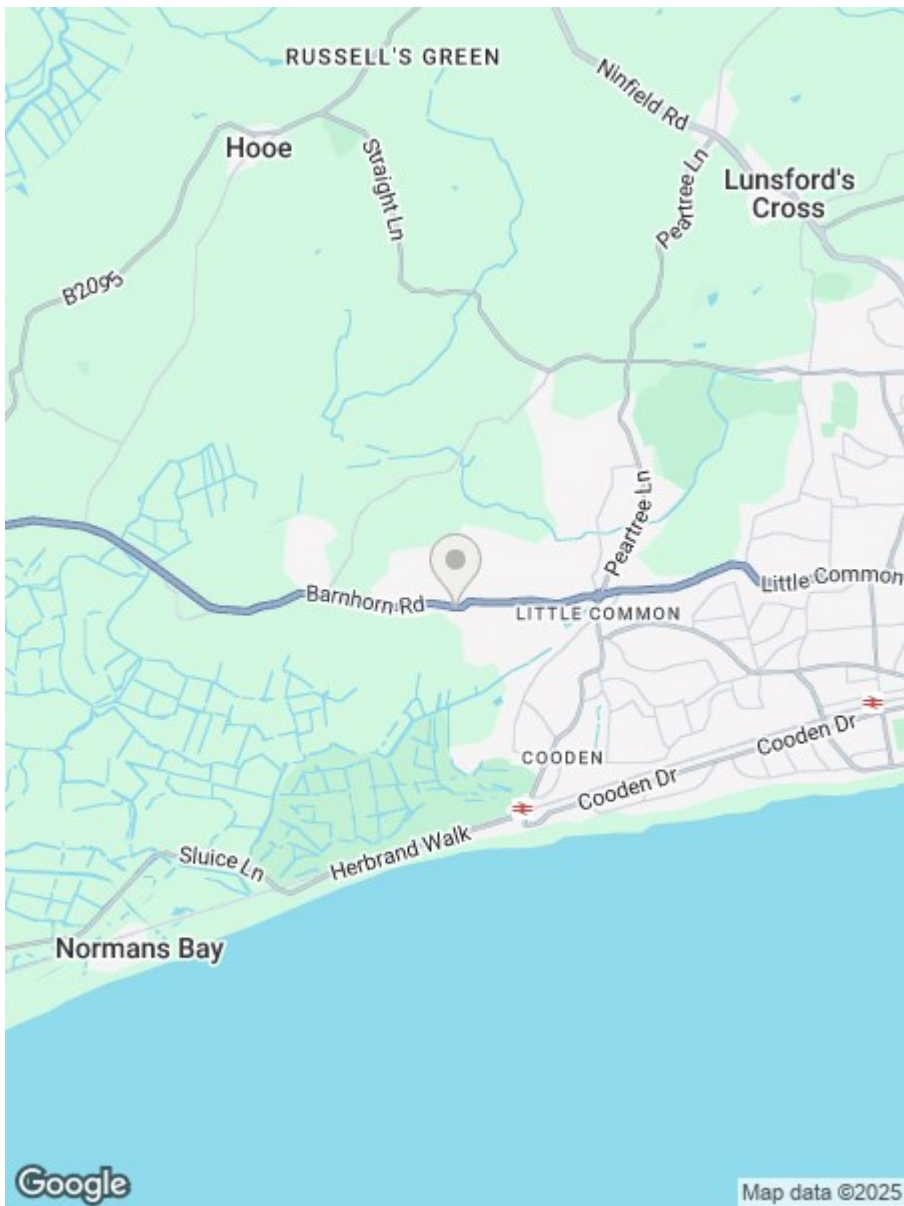 RUSSELL'S GREEN
Ninfield Rd
Hooe
Straight Ln
Peartree Ln
Lunsford's
Cross
B2095
Peartree Ln
Little Common
Barnhorn Rd
LITTLE COMMON
Cooden Dr
COODEN
Cooden Dr
Herbrand Walk
Sluice Ln
Normans Bay
Google
Map data ©2025